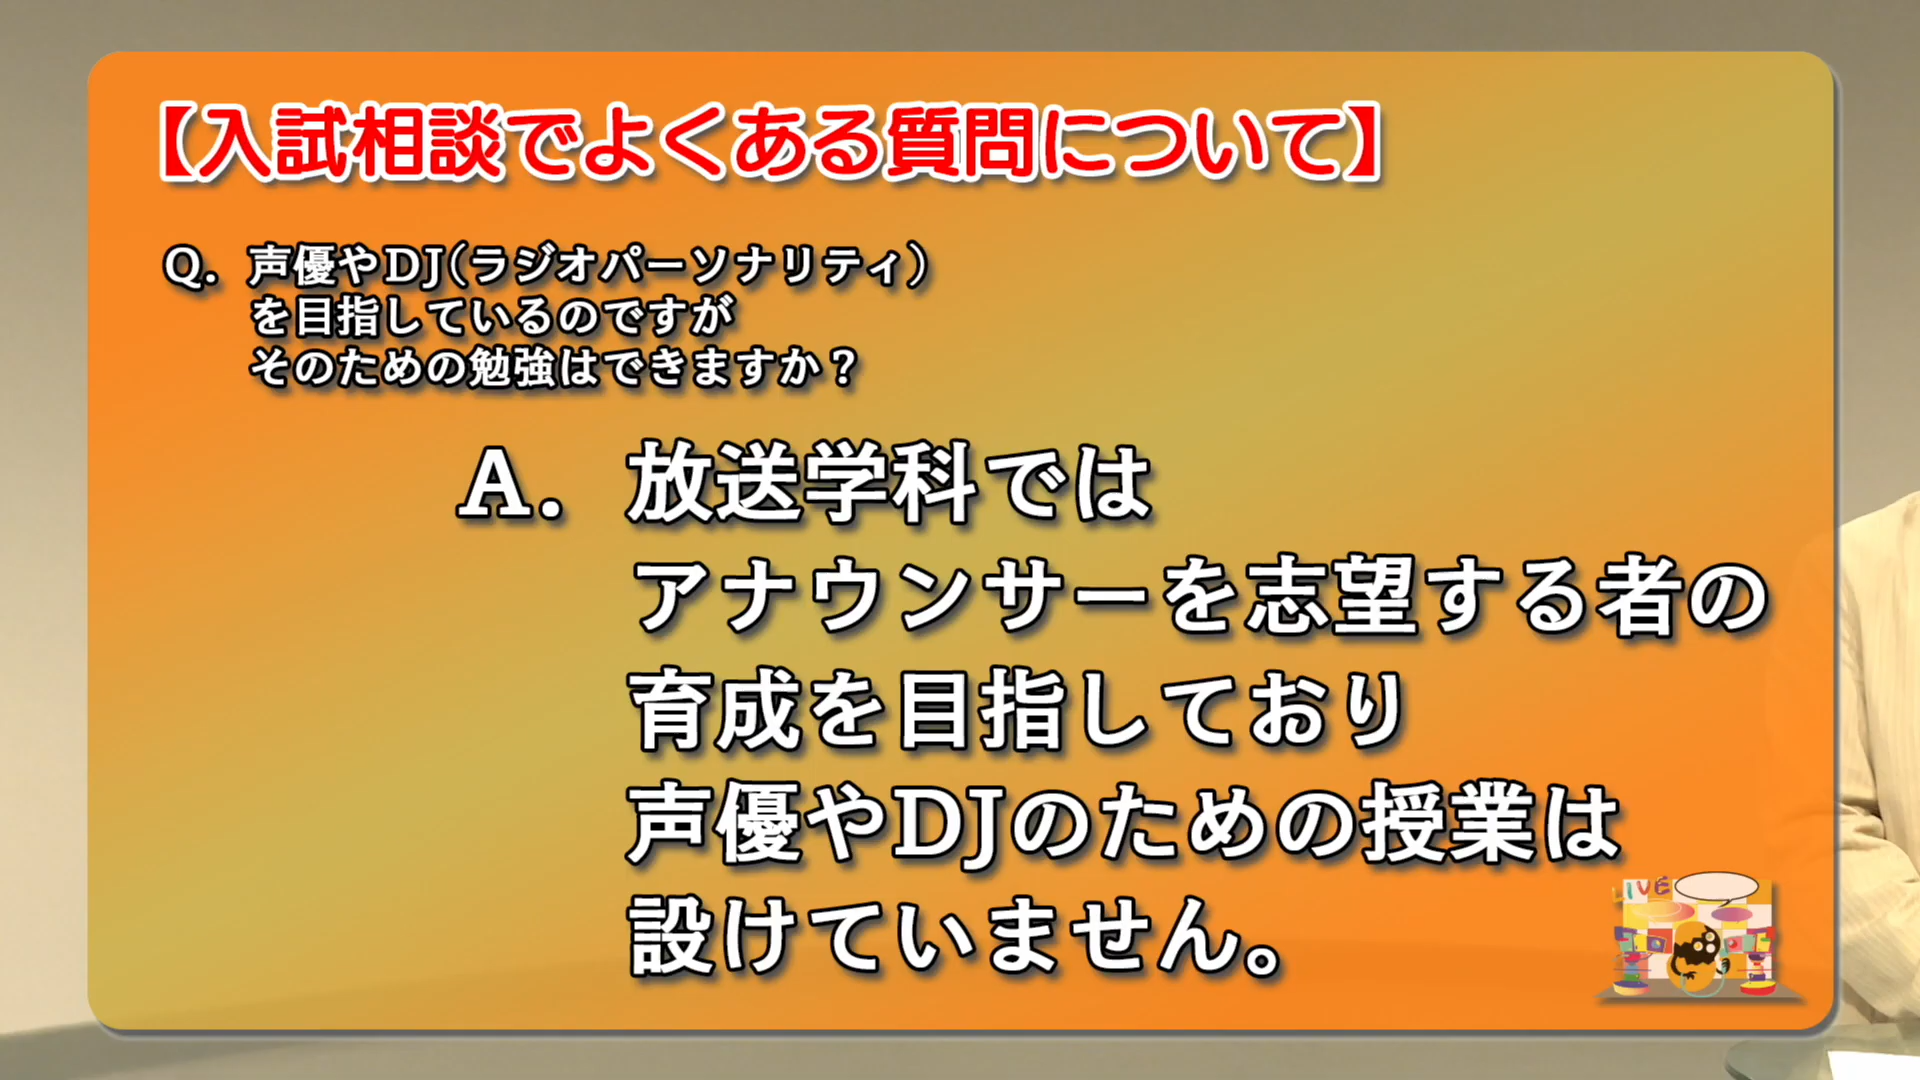 【入試相談でよくある質問について】
Q. 声優やDJ(ラジオパーソナリティ)
を目指しているのですが
そのための勉強はできますか？
A. 放送学科では
アナウンサーを志望する者の
育成を目指しており
声優やDJのための授業は
設けていません。
LIVE